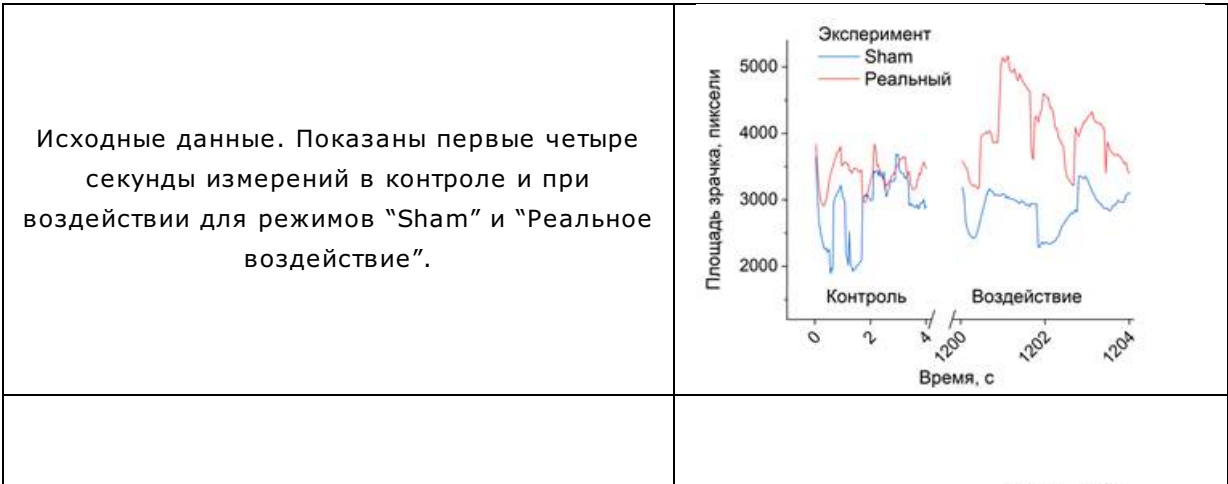 Исходные данные. Показаны первые четыре
секунды измерений в контроле и при
воздействии для режимов “Sham” и “Реальное
воздействие”.
Эксперимент
Sham
Реальный
Площадь зрачка, пиксели
5000
4000
3000
2000
Контроль
Воздействие
0
2
4
1200
1202
1204
Время, с